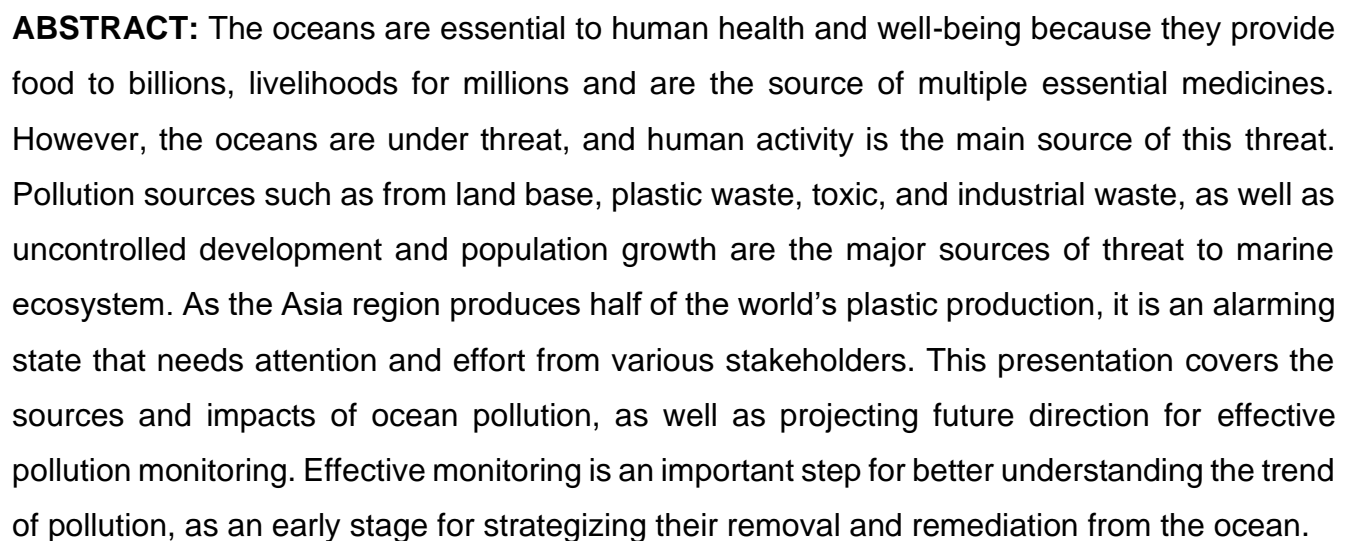 ABSTRACT: The oceans are essential to human health and well-being because they provide
food to billions, livelihoods for millions and are the source of multiple essential medicines.
However, the oceans are under threat, and human activity is the main source of this threat.
Pollution sources such as from land base, plastic waste, toxic, and industrial waste, as well as
uncontrolled development and population growth are the major sources of threat to marine
ecosystem. As the Asia region produces half of the world’s plastic production, it is an alarming
state that needs attention and effort from various stakeholders. This presentation covers the
sources and impacts of ocean pollution, as well as projecting future direction for effective
pollution monitoring. Effective monitoring is an important step for better understanding the trend
of pollution, as an early stage for strategizing their removal and remediation from the ocean.